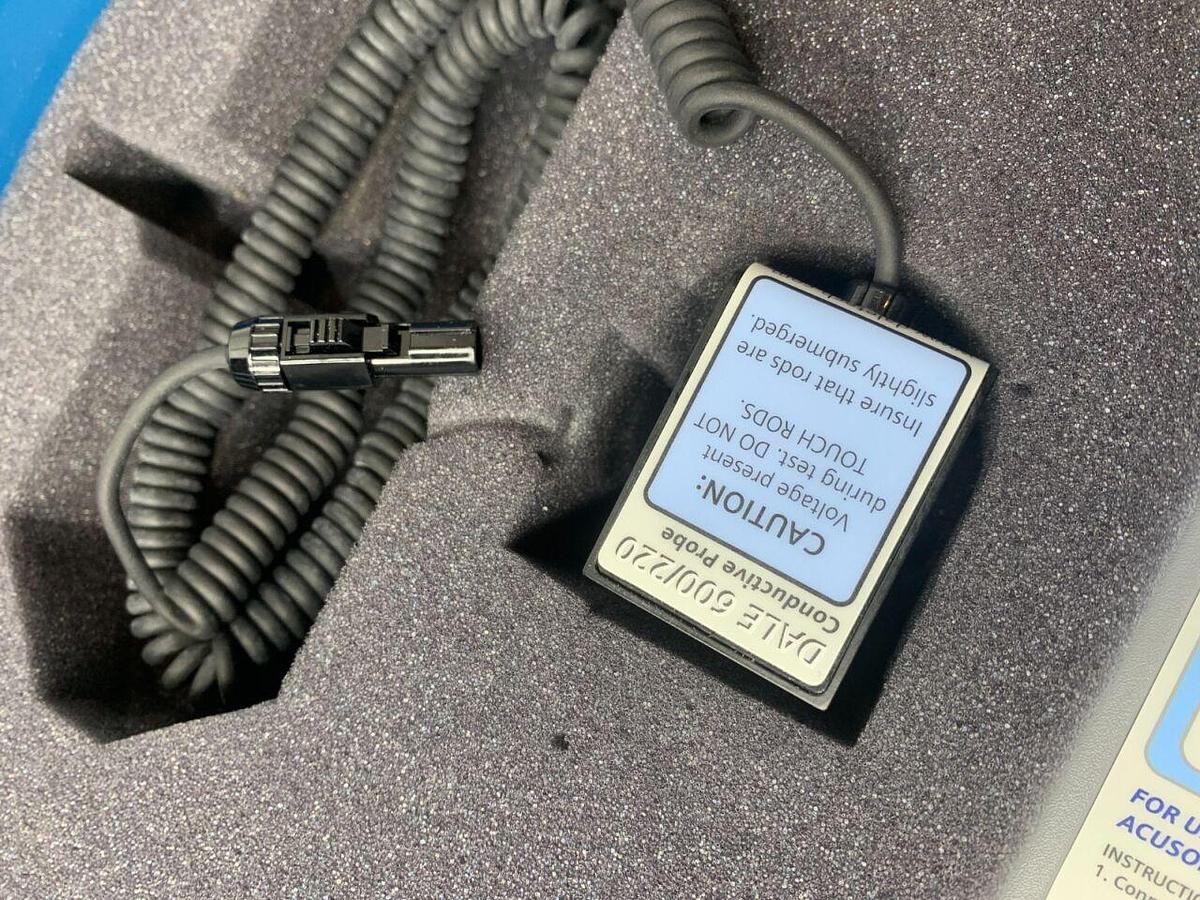 DALE 600/220
Conductive Probe
CAUTION:
Voltage present
during test. DO NOT
TOUCH RODS.
Insure that rods are
slightly submerged.
FOR U
ACUSO
INSTRUCTI
1. Conn